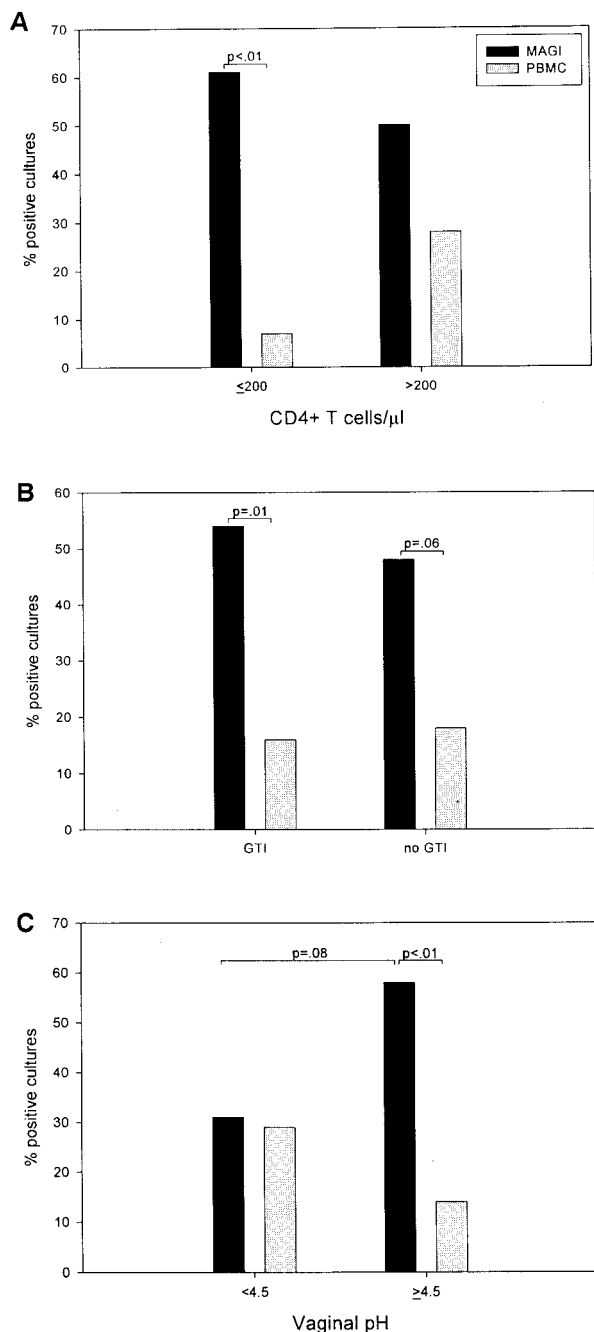 A
70
60
50
40
30
20
10
0
% positive cultures
p<.01
MAGI
PBMC
≤200
>200
CD4+ T cells/µl
B
60
50
40
30
20
10
0
% positive cultures
p=.01
p=.06
GTI
no GTI
C
70
60
50
40
30
20
10
0
% positive cultures
p=.08
p<.01
<4.5
≥4.5
Vaginal pH